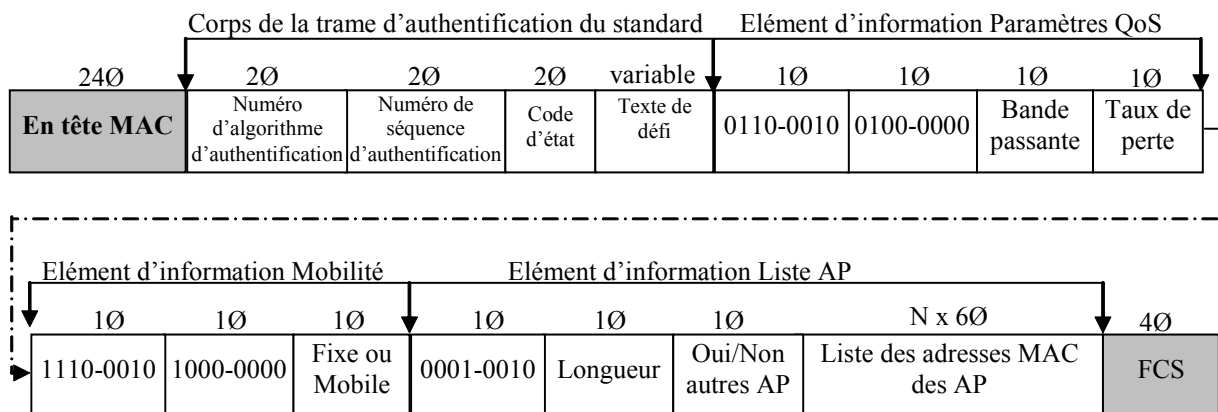 Corps de la trame d’authentification du standard Elément d’information Paramètres QoS
24Ø 2Ø 2Ø 2Ø variable 1Ø 1Ø 1Ø 1Ø
En tête MAC
Numéro
d’algorithme
d’authentification
Numéro de
séquence
d’authentification
Code
d’état
Texte de
défi
0110-0010
0100-0000
Bande
passante
Taux de
perte
Elément d’information Mobilité Elément d’information Liste AP
1Ø 1Ø 1Ø 1Ø 1Ø 1Ø N x 6Ø 4Ø
1110-0010
1000-0000
Fixe ou
Mobile
0001-0010
Longueur
Oui/Non
autres AP
Liste des adresses MAC
des AP
FCS